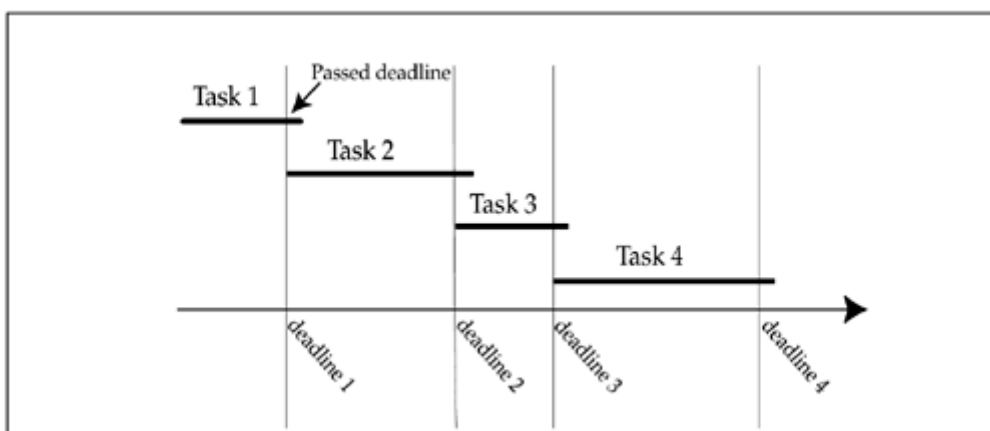 Passed deadline
Task 1
Task 2
Task 3
Task 4
deadline 1
deadline 2
deadline 3
deadline 4